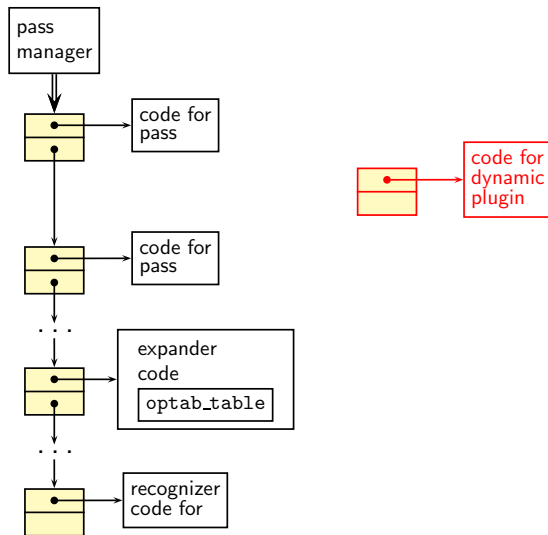 pass
manager
code for
pass
code for
dynamic
plugin
code for
pass
. . .
expander
code
optab_table
. . .
recognizer
code for